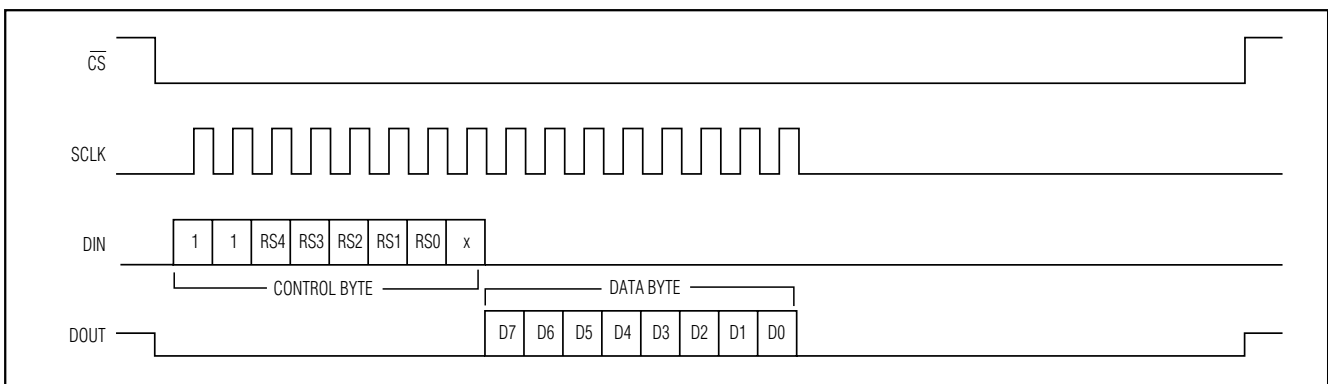 C̅S̅
SCLK
DIN 1 1 RS4 RS3 RS2 RS1 RS0 x
CONTROL BYTE DATA BYTE
DOUT D7 D6 D5 D4 D3 D2 D1 D0